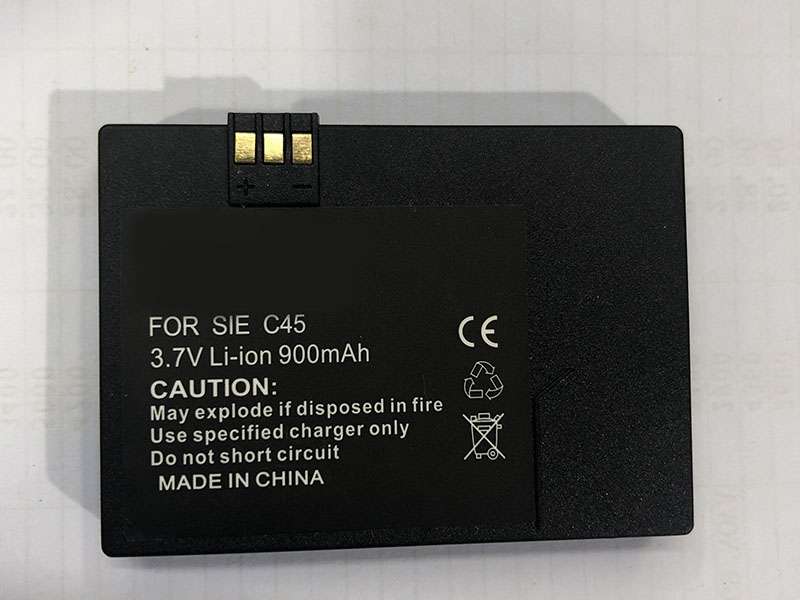 + −
FOR SIE C45
3.7V Li-ion 900mAh
CAUTION:
May explode if disposed in fire
Use specified charger only
Do not short circuit
MADE IN CHINA
CE